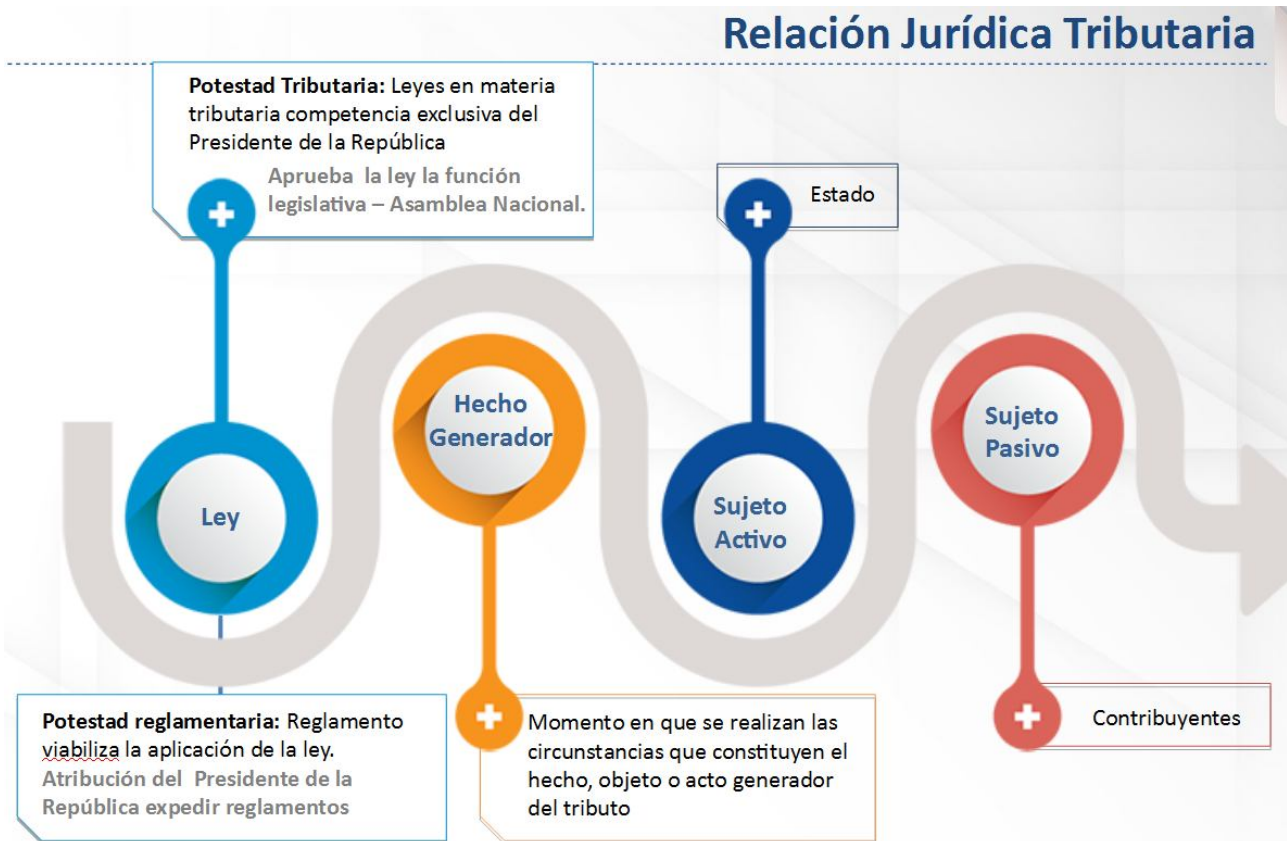 Relación Jurídica Tributaria
Potestad Tributaria: Leyes en materia
tributaria competencia exclusiva del
Presidente de la República
Aprueba la ley la función
legislativa – Asamblea Nacional.
Estado
Ley
Hecho
Generador
Sujeto
Activo
Sujeto
Pasivo
Potestad reglamentaria: Reglamento
viabiliza la aplicación de la ley.
Atribución del Presidente de la
República expedir reglamentos
Momento en que se realizan las
circunstancias que constituyen el
hecho, objeto o acto generador
del tributo
Contribuyentes